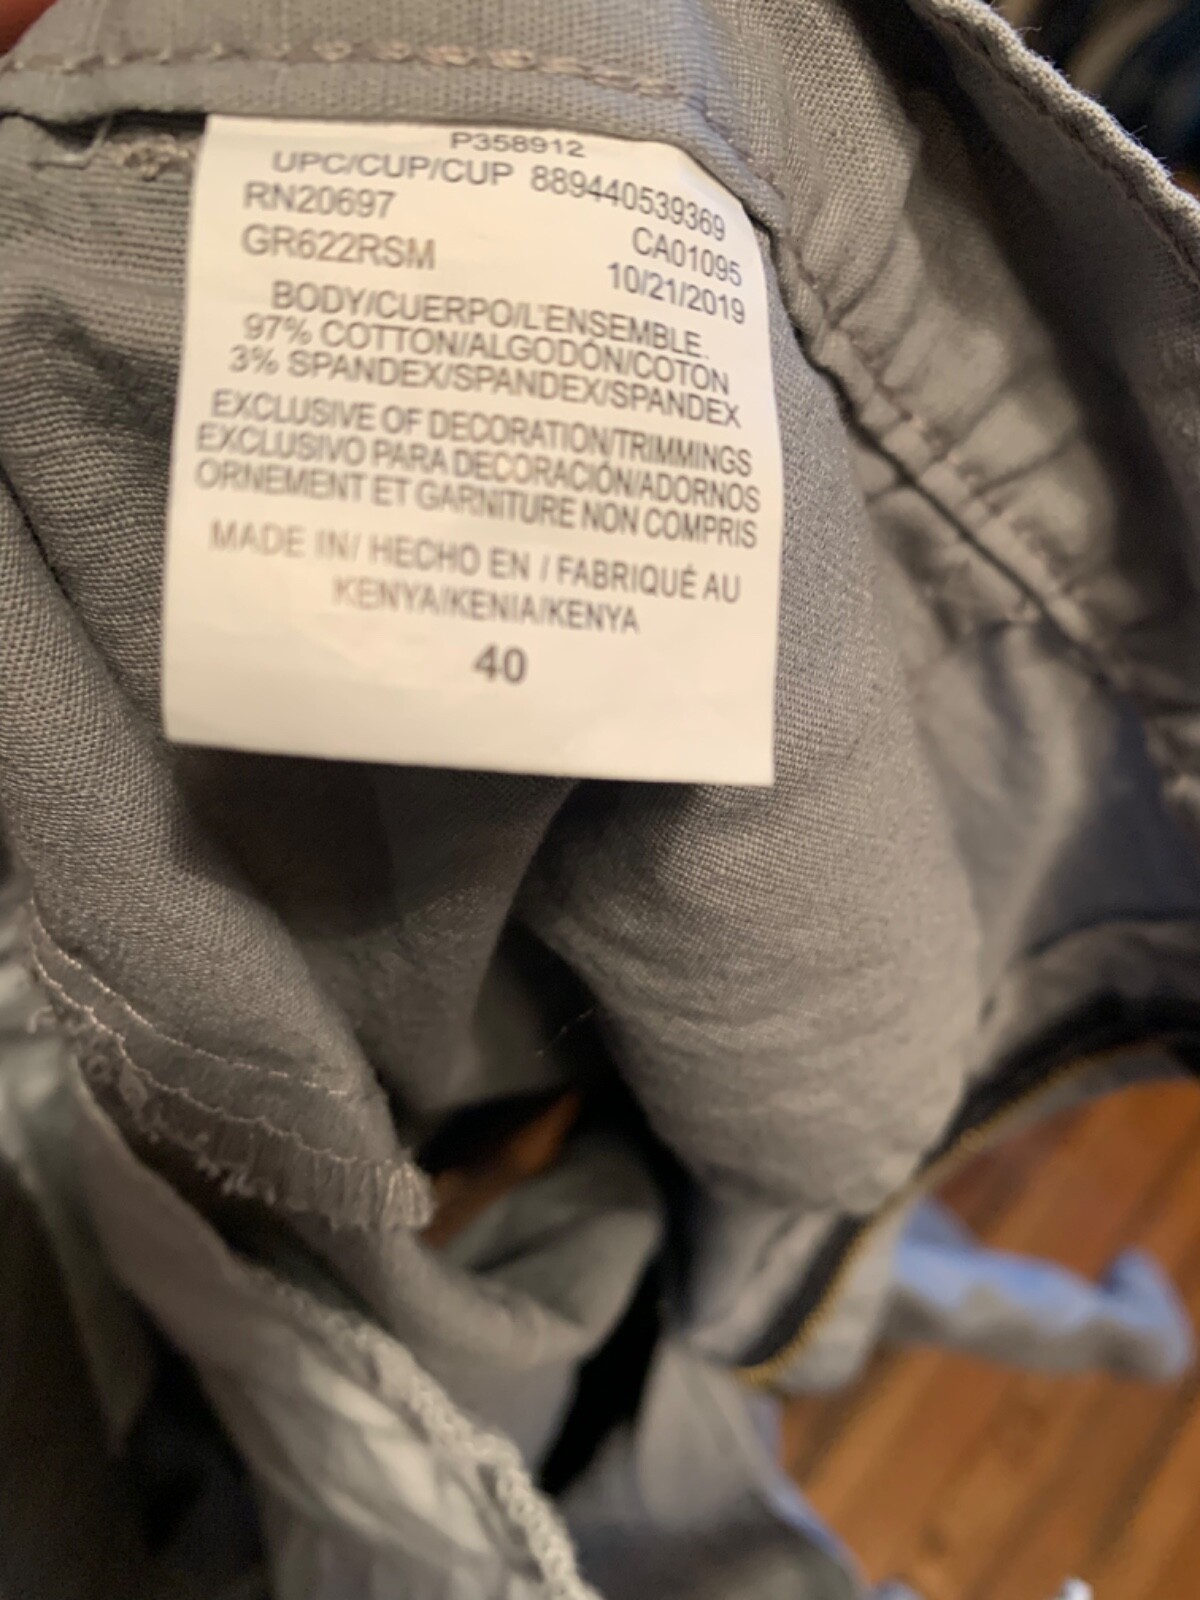 P358912
UPC/CUP/CUP 889440539369
RN20697 CA01095
GR622RSM 10/21/2019
BODY/CUERPO/L'ENSEMBLE.
97% COTTON/ALGODÓN/COTON
3% SPANDEX/SPANDEX/SPANDEX
EXCLUSIVE OF DECORATION/TRIMMINGS
EXCLUSIVO PARA DECORACIÓN/ADORNOS
ORNEMENT ET GARNITURE NON COMPRIS
MADE IN/ HECHO EN / FABRIQUÉ AU
KENYA/KENIA/KENYA
40